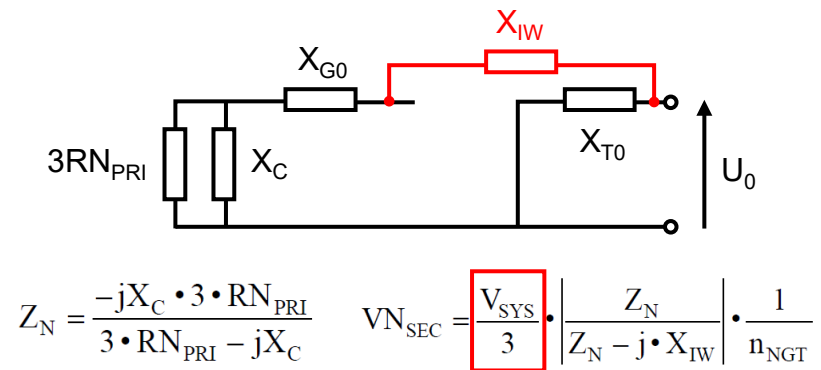 X_IW
X_G0
3RN_PRI
X_C
X_T0
U_0
Z_N = (-jX_C • 3 • RN_PRI) / (3 • RN_PRI - jX_C)
VN_SEC = V_SYS / 3 • |Z_N / (Z_N - j • X_IW)| • 1 / n_NGT